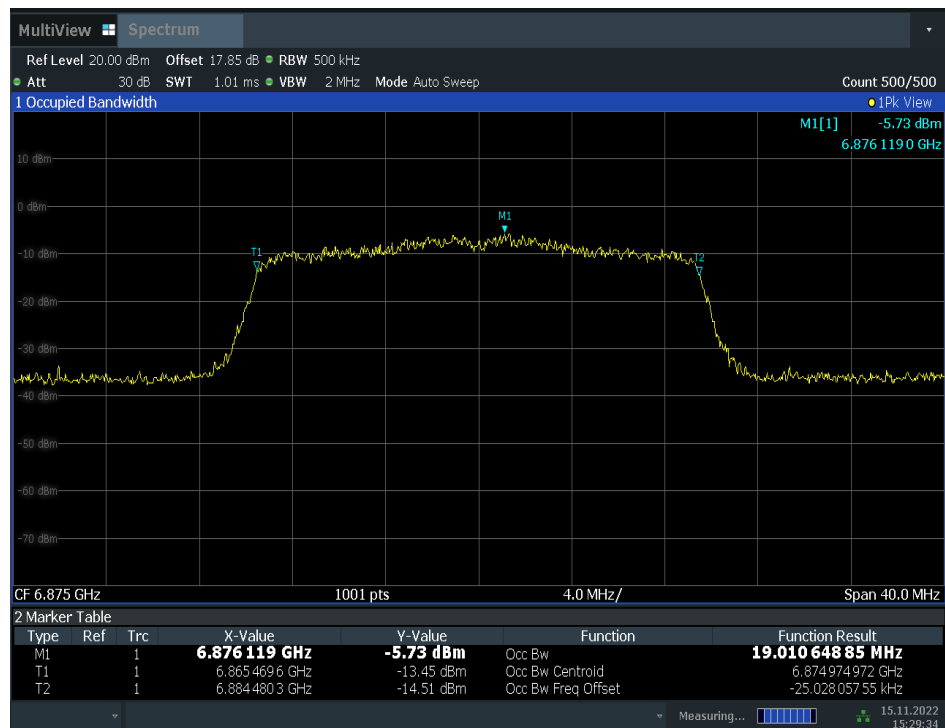 MultiView Spectrum
Ref Level 20.00 dBm Offset 17.85 dB RBW 500 kHz
Att 30 dB SWT 1.01 ms VBW 2 MHz Mode Auto Sweep Count 500/500
1 Occupied Bandwidth 1Pk View
M1[1] -5.73 dBm
6.876 119 0 GHz
10 dBm
0 dBm
M1
T1
-10 dBm
T2
-20 dBm
-30 dBm
-40 dBm
-50 dBm
-60 dBm
-70 dBm
CF 6.875 GHz 1001 pts 4.0 MHz/ Span 40.0 MHz
2 Marker Table
Type Ref Trc X-Value Y-Value Function Function Result
M1 1 6.876 119 GHz -5.73 dBm Occ Bw 19.010 648 85 MHz
T1 1 6.865 469 6 GHz -13.45 dBm Occ Bw Centroid 6.874 974 972 GHz
T2 1 6.884 480 3 GHz -14.51 dBm Occ Bw Freq Offset -25.028 057 55 kHz
Measuring... 15.11.2022
15:29:34